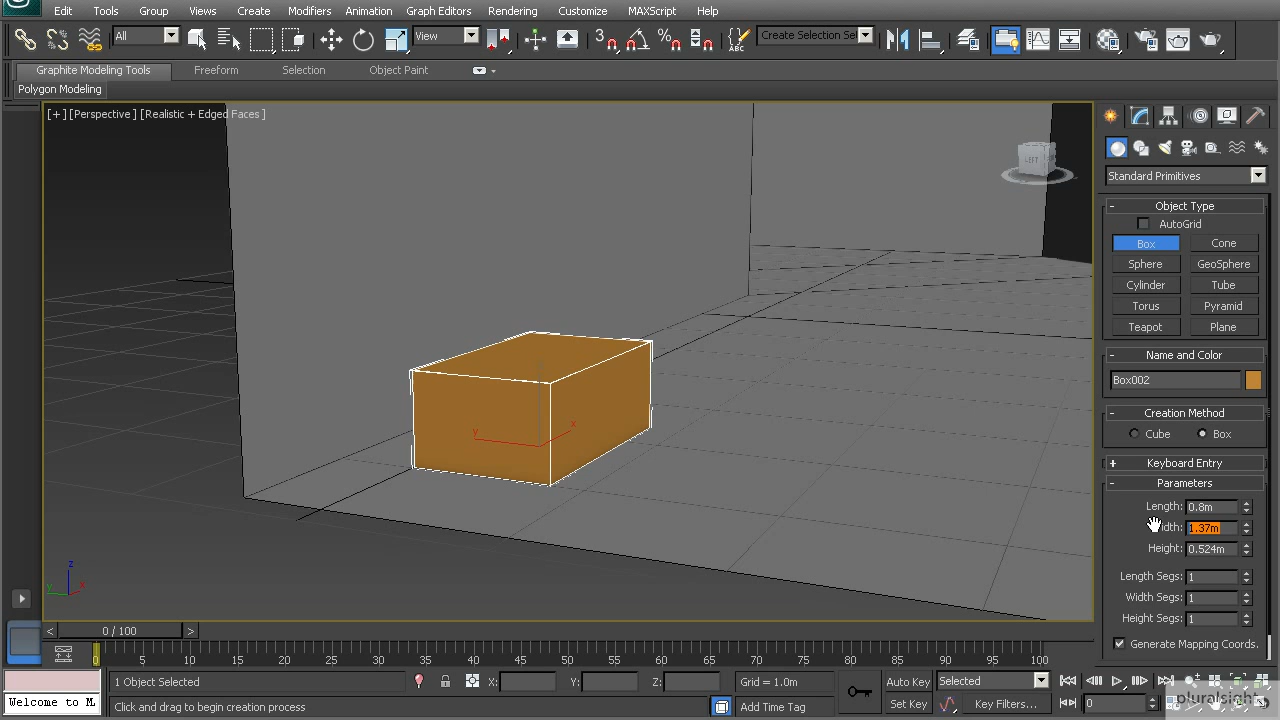 Edit Tools Group Views Create Modifiers Animation Graph Editors Rendering Customize MAXScript Help
All View 3 % ABC Create Selection Se
Graphite Modeling Tools Freeform Selection Object Paint
Polygon Modeling
[+] [Perspective] [Realistic + Edged Faces]
LEFT
Standard Primitives
- Object Type
AutoGrid
Box Cone
Sphere GeoSphere
Cylinder Tube
Torus Pyramid
Teapot Plane
- Name and Color
Box002
- Creation Method
Cube Box
+ Keyboard Entry
- Parameters
Length: 0.8m
Width: 1.37m
Height: 0.524m
Length Segs: 1
Width Segs: 1
Height Segs: 1
Generate Mapping Coords.
y x
z
y x
< 0 / 100 >
0 5 10 15 20 25 30 35 40 45 50 55 60 65 70 75 80 85 90 95 100
1 Object Selected X: Y: Z: Grid = 1.0m Auto Key Selected
Welcome to M Click and drag to begin creation process Add Time Tag Set Key Key Filters... 0
pluralsight